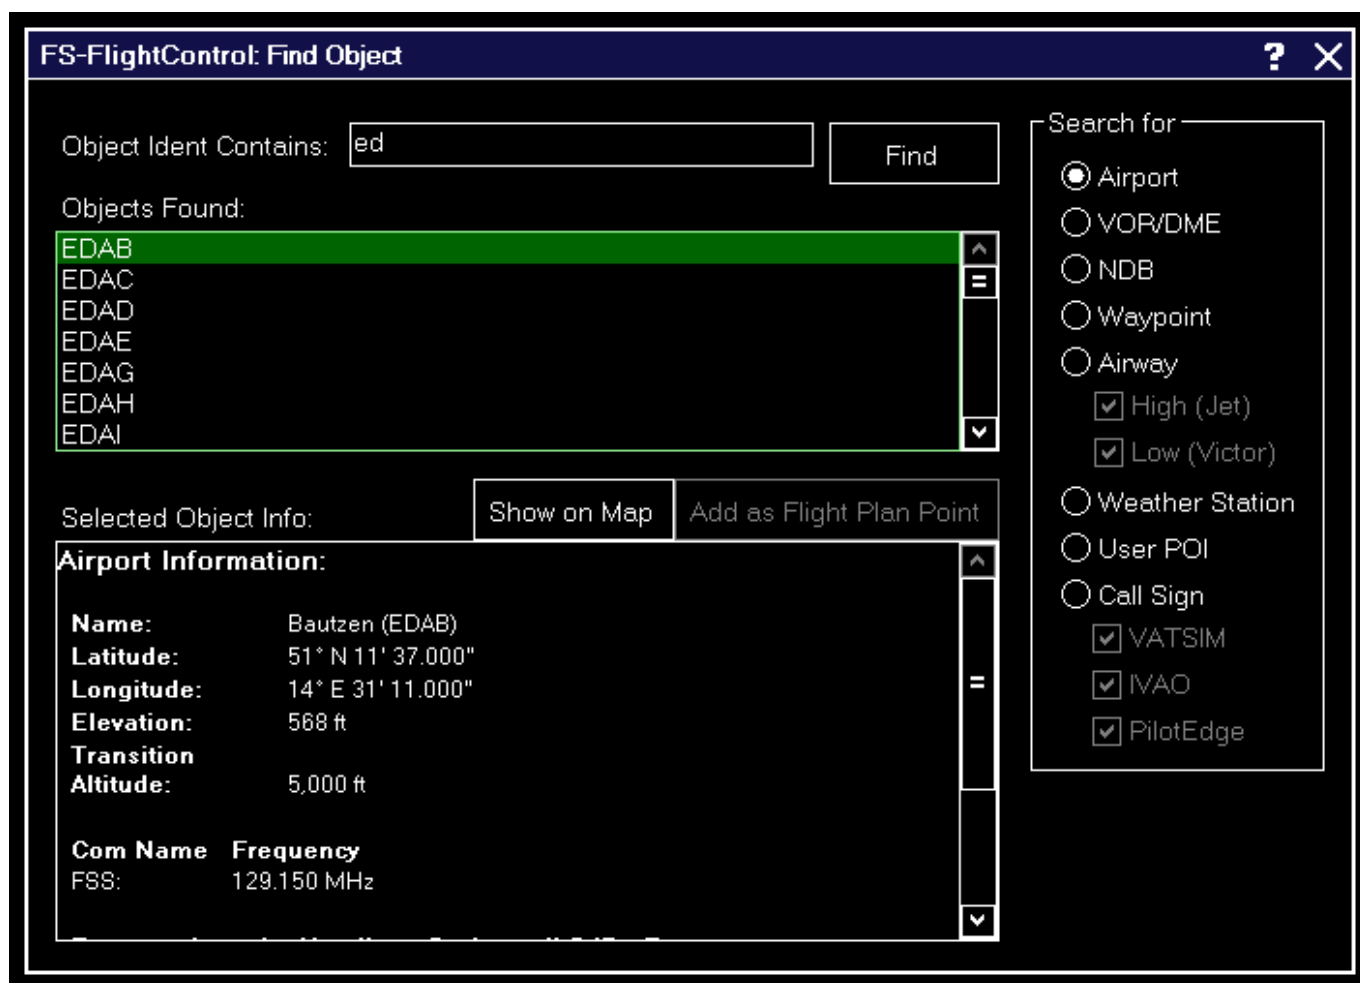 FS-FlightControl: Find Object
Object Ident Contains: ed
Find
Objects Found:
EDAB
EDAC
EDAD
EDAE
EDAG
EDAH
EDAI
Selected Object Info:
Show on Map
Add as Flight Plan Point
Airport Information:
Name: Bautzen (EDAB)
Latitude: 51° N 11' 37.000"
Longitude: 14° E 31' 11.000"
Elevation: 568 ft
Transition
Altitude: 5,000 ft
Com Name Frequency
FSS: 129.150 MHz
Search for
Airport
VOR/DME
NDB
Waypoint
Airway
High (Jet)
Low (Victor)
Weather Station
User POI
Call Sign
VATSIM
IVAO
PilotEdge